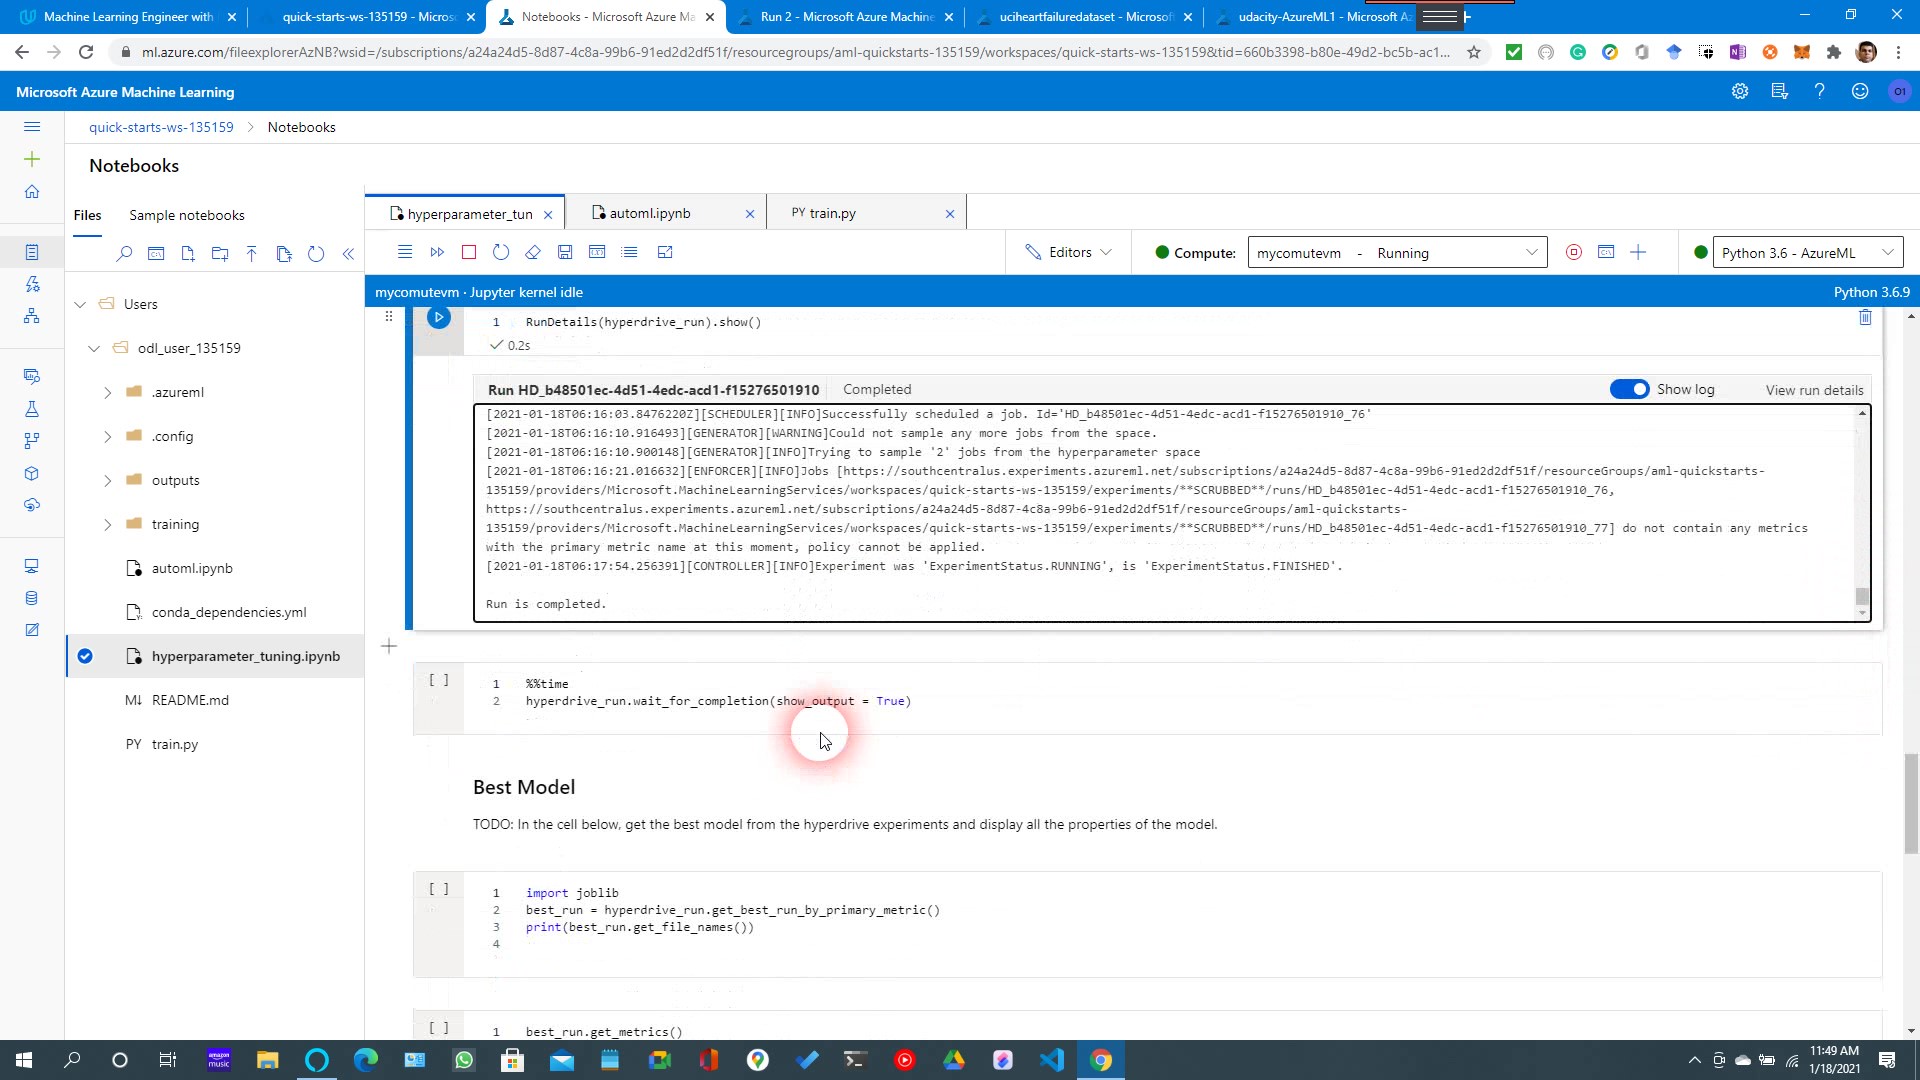 Machine Learning Engineer with
quick-starts-ws-135159 - Micros
Notebooks - Microsoft Azure Ma
Run 2 - Microsoft Azure Machine
uciheartfailuredataset - Microsof
udacity-AzureML1 - Microsoft Az
ml.azure.com/fileexplorerAzNB?wsid=/subscriptions/a24a24d5-8d87-4c8a-99b6-91ed2d2df51f/resourcegroups/aml-quickstarts-135159/workspaces/quick-starts-ws-135159&tid=660b3398-b80e-49d2-bc5b-ac1...
Microsoft Azure Machine Learning
O1
quick-starts-ws-135159 > Notebooks
Notebooks
Files
Sample notebooks
hyperparameter_tun
automl.ipynb
PY train.py
Editors
Compute:
mycomutevm - Running
Python 3.6 - AzureML
mycomutevm · Jupyter kernel idle
Python 3.6.9
Users
odl_user_135159
.azureml
.config
outputs
training
automl.ipynb
conda_dependencies.yml
hyperparameter_tuning.ipynb
M↓ README.md
PY train.py
1 RunDetails(hyperdrive_run).show()
0.2s
Run HD_b48501ec-4d51-4edc-acd1-f15276501910 Completed
Show log
View run details
[2021-01-18T06:16:03.8476220Z][SCHEDULER][INFO]Successfully scheduled a job. Id='HD_b48501ec-4d51-4edc-acd1-f15276501910_76'
[2021-01-18T06:16:10.916493][GENERATOR][WARNING]Could not sample any more jobs from the space.
[2021-01-18T06:16:10.900148][GENERATOR][INFO]Trying to sample '2' jobs from the hyperparameter space
[2021-01-18T06:16:21.016632][ENFORCER][INFO]Jobs [https://southcentralus.experiments.azureml.net/subscriptions/a24a24d5-8d87-4c8a-99b6-91ed2d2df51f/resourceGroups/aml-quickstarts-
135159/providers/Microsoft.MachineLearningServices/workspaces/quick-starts-ws-135159/experiments/**SCRUBBED**/runs/HD_b48501ec-4d51-4edc-acd1-f15276501910_76,
https://southcentralus.experiments.azureml.net/subscriptions/a24a24d5-8d87-4c8a-99b6-91ed2d2df51f/resourceGroups/aml-quickstarts-
135159/providers/Microsoft.MachineLearningServices/workspaces/quick-starts-ws-135159/experiments/**SCRUBBED**/runs/HD_b48501ec-4d51-4edc-acd1-f15276501910_77] do not contain any metrics
with the primary metric name at this moment, policy cannot be applied.
[2021-01-18T06:17:54.256391][CONTROLLER][INFO]Experiment was 'ExperimentStatus.RUNNING', is 'ExperimentStatus.FINISHED'.
Run is completed.
[ ]
1 %%time
2 hyperdrive_run.wait_for_completion(show_output = True)
Best Model
TODO: In the cell below, get the best model from the hyperdrive experiments and display all the properties of the model.
[ ]
1 import joblib
2 best_run = hyperdrive_run.get_best_run_by_primary_metric()
3 print(best_run.get_file_names())
4
[ ]
1 best_run.get_metrics()
amazon music
11:49 AM
1/18/2021